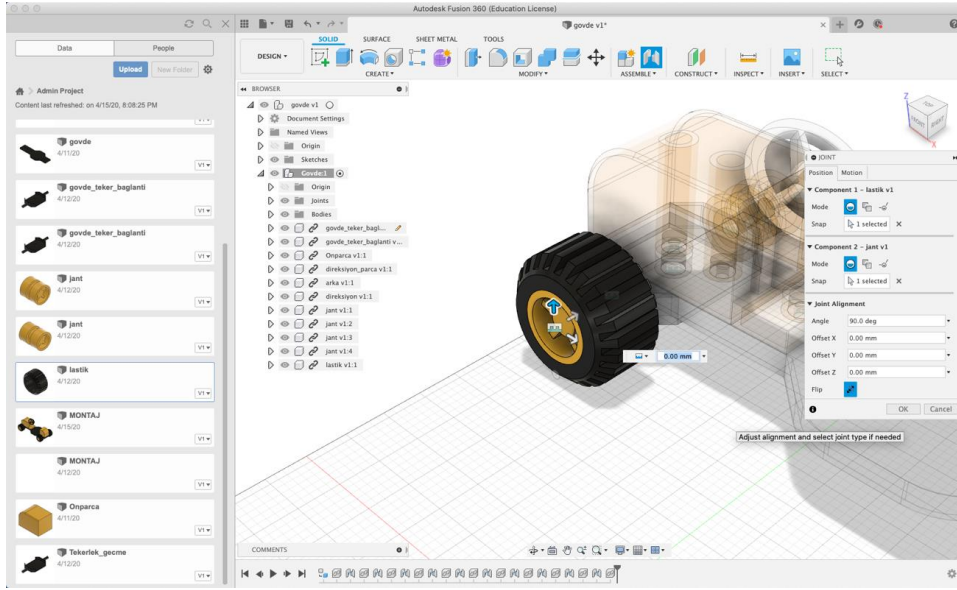 Autodesk Fusion 360 (Education License)
govde v1*
Data
People
Upload
New Folder
Admin Project
Content last refreshed: on 4/15/20, 8:08:25 PM
govde
4/11/20
V1
govde_teker_baglanti
4/12/20
V1
govde_teker_baglanti
4/12/20
V1
jant
4/12/20
V1
jant
4/12/20
V1
lastik
4/12/20
V1
MONTAJ
4/15/20
V1
MONTAJ
4/12/20
V1
Onparca
4/11/20
V1
Tekerlek_gecme
4/12/20
V1
DESIGN
SOLID
SURFACE
SHEET METAL
TOOLS
CREATE
MODIFY
ASSEMBLE
CONSTRUCT
INSPECT
INSERT
SELECT
BROWSER
govde v1
Document Settings
Named Views
Origin
Sketches
Govde:1
Origin
Joints
Bodies
govde_teker_bagl...
govde_teker_baglanti v...
Onparca v1:1
direksiyon_parca v1:1
arka v1:1
direksiyon v1:1
jant v1:1
jant v1:2
jant v1:3
jant v1:4
lastik v1:1
Z
TOP
FRONT
RIGHT
X
0.00 mm
JOINT
Position
Motion
Component 1 - lastik v1
Mode
Snap
1 selected
Component 2 - jant v1
Mode
Snap
1 selected
Joint Alignment
Angle
90.0 deg
Offset X
0.00 mm
Offset Y
0.00 mm
Offset Z
0.00 mm
Flip
OK
Cancel
Adjust alignment and select joint type if needed
COMMENTS